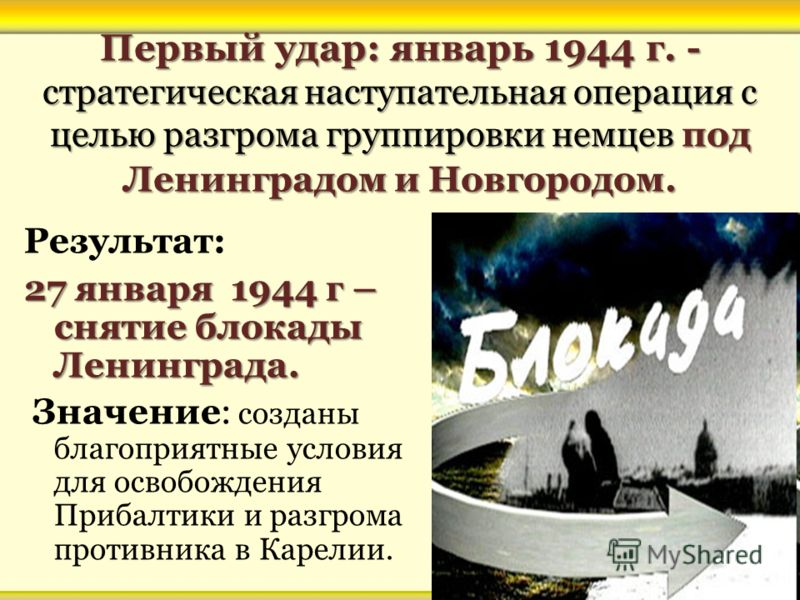 Первый удар: январь 1944 г. -
стратегическая наступательная операция с
целью разгрома группировки немцев под
Ленинградом и Новгородом.
Результат:
27 января 1944 г –
снятие блокады
Ленинграда.
Значение: созданы
благоприятные условия
для освобождения
Прибалтики и разгрома
противника в Карелии.
Блокада
MyShared